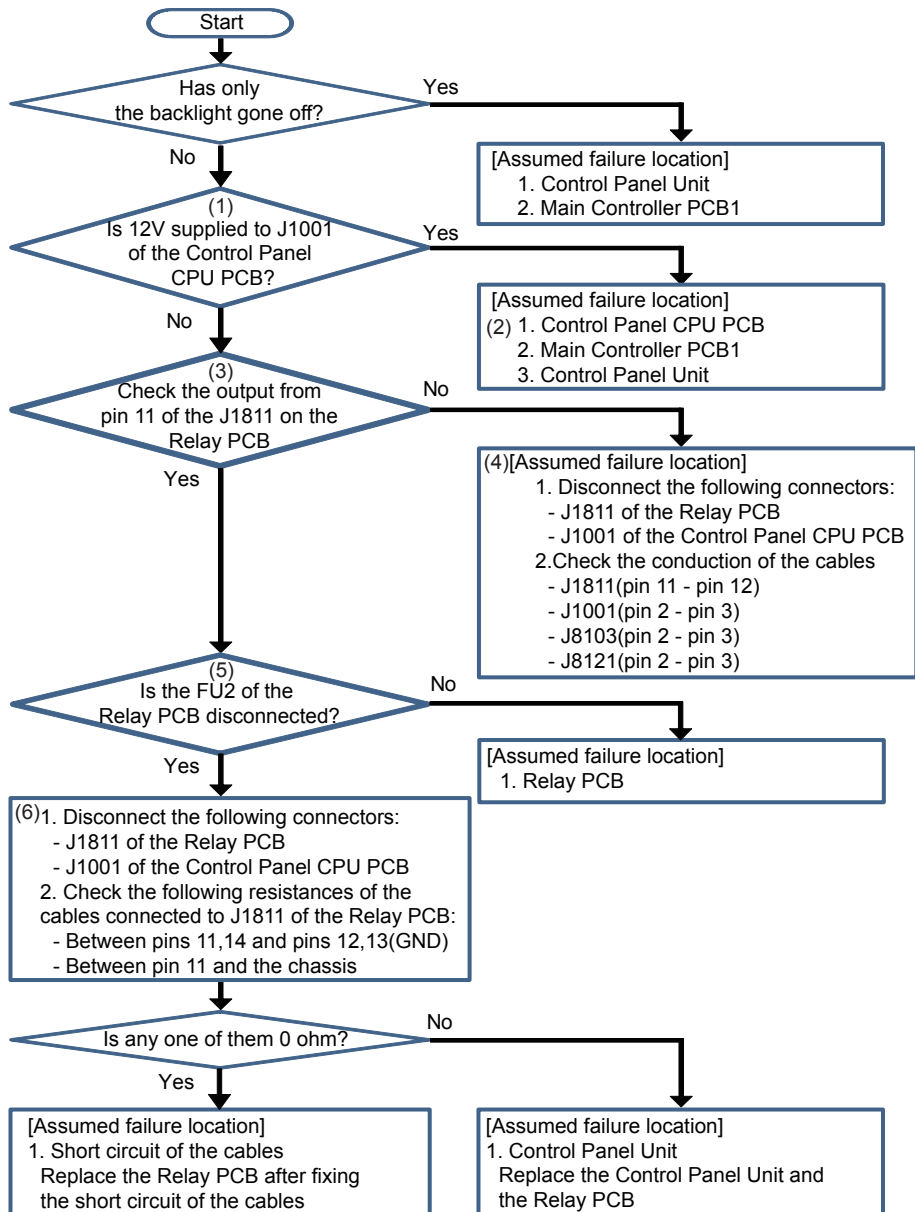 Start
Has only
the backlight gone off?
Yes
No
[Assumed failure location]
1. Control Panel Unit
2. Main Controller PCB1
(1)
Is 12V supplied to J1001
of the Control Panel
CPU PCB?
Yes
No
[Assumed failure location]
(2) 1. Control Panel CPU PCB
2. Main Controller PCB1
3. Control Panel Unit
(3)
Check the output from
pin 11 of the J1811 on the
Relay PCB
No
Yes
(4)[Assumed failure location]
1. Disconnect the following connectors:
- J1811 of the Relay PCB
- J1001 of the Control Panel CPU PCB
2.Check the conduction of the cables
- J1811(pin 11 - pin 12)
- J1001(pin 2 - pin 3)
- J8103(pin 2 - pin 3)
- J8121(pin 2 - pin 3)
(5)
Is the FU2 of the
Relay PCB disconnected?
No
Yes
[Assumed failure location]
1. Relay PCB
(6)1. Disconnect the following connectors:
- J1811 of the Relay PCB
- J1001 of the Control Panel CPU PCB
2. Check the following resistances of the
cables connected to J1811 of the Relay PCB:
- Between pins 11,14 and pins 12,13(GND)
- Between pin 11 and the chassis
Is any one of them 0 ohm?
No
Yes
[Assumed failure location]
1. Short circuit of the cables
Replace the Relay PCB after fixing
the short circuit of the cables
[Assumed failure location]
1. Control Panel Unit
Replace the Control Panel Unit and
the Relay PCB